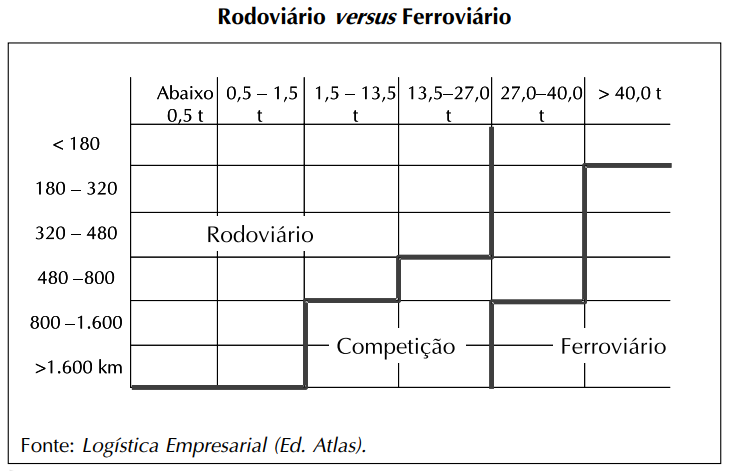 Rodoviário versus Ferroviário
Abaixo 0,5 – 1,5 1,5 – 13,5 13,5–27,0 27,0–40,0 > 40,0 t
0,5 t t t t t
< 180
180 – 320
320 – 480
Rodoviário
480 –800
800 –1.600
Competição
Ferroviário
>1.600 km
Fonte: Logística Empresarial (Ed. Atlas).